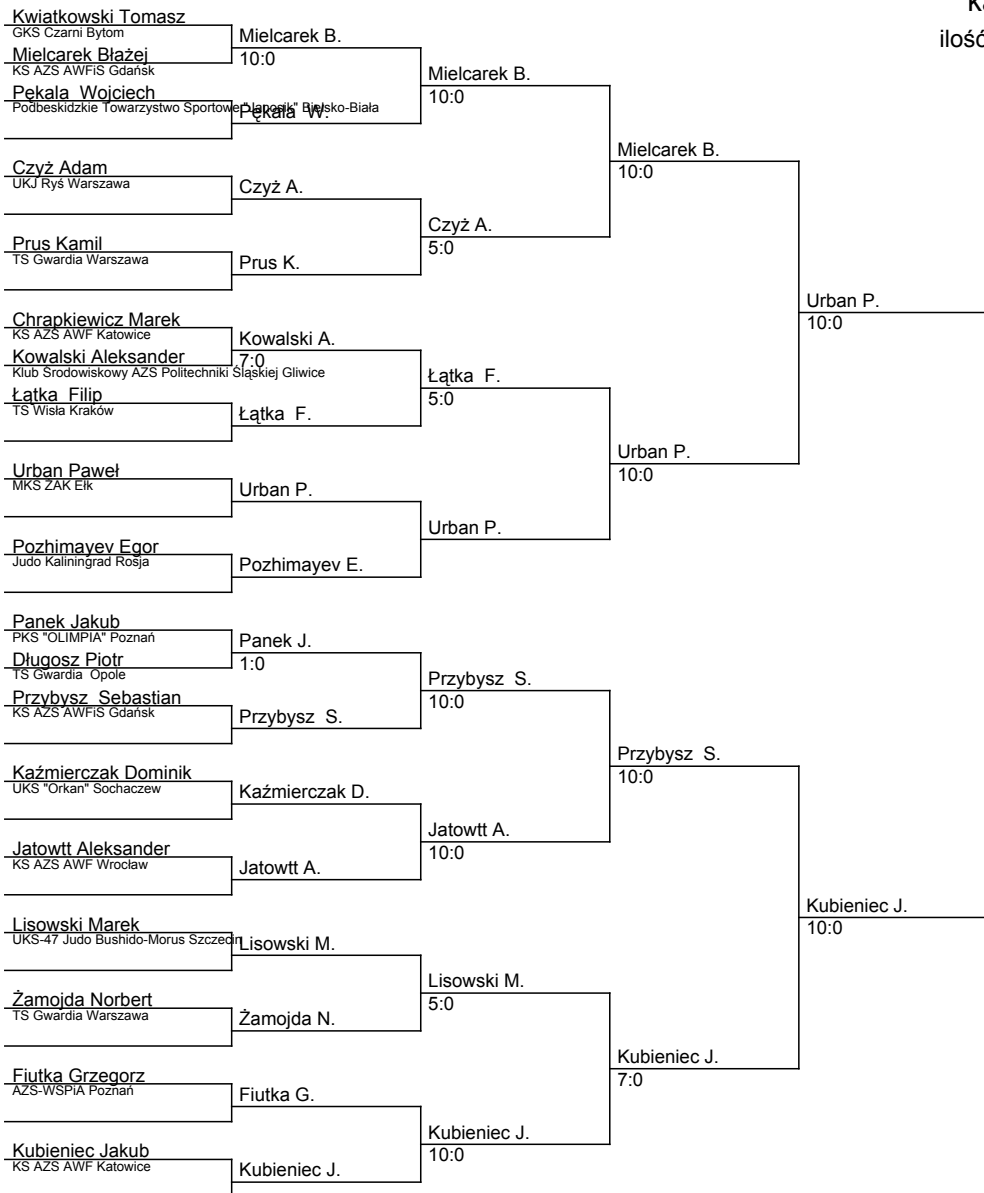 Kwiatkowski Tomasz
GKS Czarni Bytom
Mielcarek Błażej
KS AZS AWFiS Gdańsk
Pękala Wojciech
Podbeskidzkie Towarzystwo Sportowe "Janosik" Bielsko-Biała
Czyż Adam
UKJ Ryś Warszawa
Prus Kamil
TS Gwardia Warszawa
Chrapkiewicz Marek
KS AZS AWF Katowice
Kowalski Aleksander
Klub Środowiskowy AZS Politechniki Śląskiej Gliwice
Łątka Filip
TS Wisła Kraków
Urban Paweł
MKS ŻAK Ełk
Pozhimayev Egor
Judo Kaliningrad Rosja
Panek Jakub
PKS "OLIMPIA" Poznań
Długosz Piotr
TS Gwardia Opole
Przybysz Sebastian
KS AZS AWFiS Gdańsk
Kaźmierczak Dominik
UKS "Orkan" Sochaczew
Jatowtt Aleksander
KS AZS AWF Wrocław
Lisowski Marek
UKS-47 Judo Bushido-Morus Szczecin
Żamojda Norbert
TS Gwardia Warszawa
Fiutka Grzegorz
AZS-WSPiA Poznań
Kubieniec Jakub
KS AZS AWF Katowice
Mielcarek B.
10:0
Pękala W.
Czyż A.
Prus K.
Kowalski A.
7:0
Łątka F.
Urban P.
Pozhimayev E.
Panek J.
1:0
Przybysz S.
Kaźmierczak D.
Jatowtt A.
Lisowski M.
Żamojda N.
Fiutka G.
Kubieniec J.
Mielcarek B.
10:0
Czyż A.
5:0
Łątka F.
5:0
Urban P.
Przybysz S.
10:0
Jatowtt A.
10:0
Lisowski M.
5:0
Kubieniec J.
10:0
Mielcarek B.
10:0
Urban P.
10:0
Przybysz S.
10:0
Kubieniec J.
7:0
Urban P.
10:0
Kubieniec J.
10:0
ilość